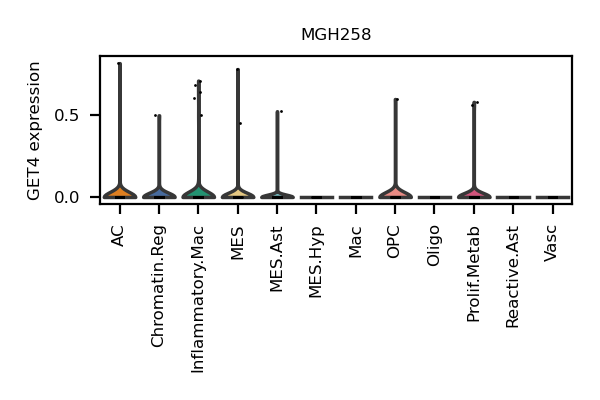 MGH258
GET4 expression
0.5
0.0
AC
Chromatin.Reg
Inflammatory.Mac
MES
MES.Ast
MES.Hyp
Mac
OPC
Oligo
Prolif.Metab
Reactive.Ast
Vasc